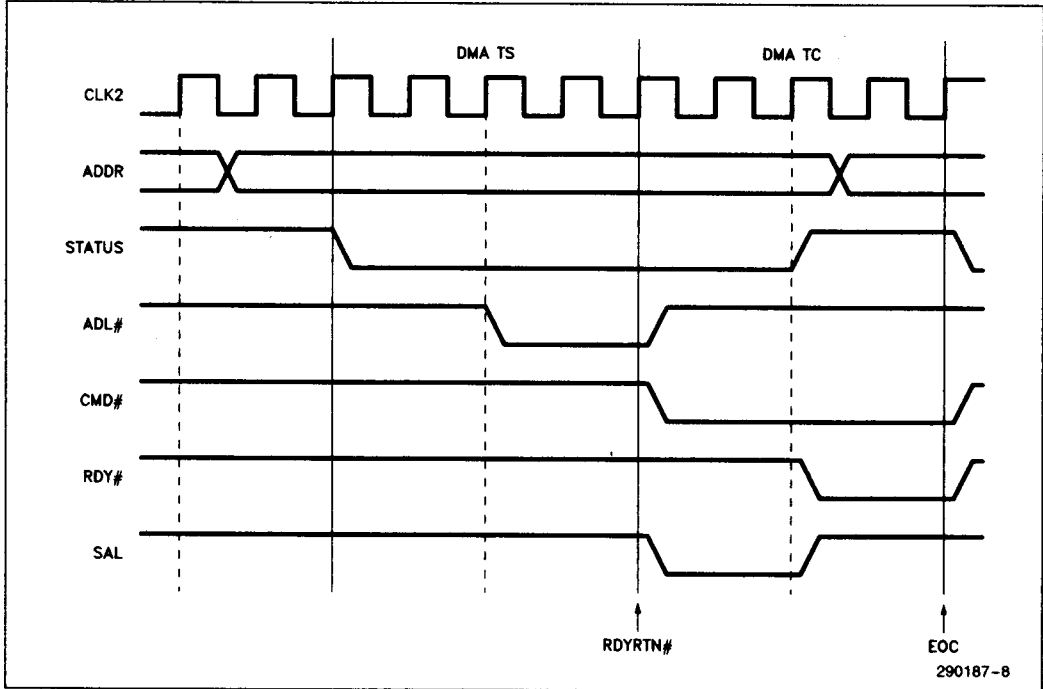 DMA TS DMA TC
CLK2
ADDR
STATUS
ADL#
CMD#
RDY#
SAL
RDYRTN# EOC
290187-8